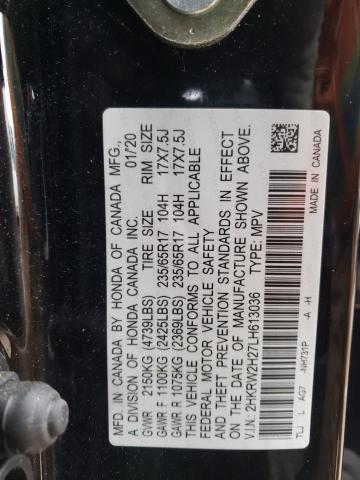 MFD. IN CANADA BY HONDA OF CANADA MFG.,
A DIVISION OF HONDA CANADA INC. 01/20
GVWR 2150KG (4739LBS) TIRE SIZE RIM SIZE
GAWR F 1100KG (2425LBS) 235/65R17 104H 17X7.5J
GAWR R 1075KG (2369LBS) 235/65R17 104H 17X7.5J
THIS VEHICLE CONFORMS TO ALL APPLICABLE
FEDERAL MOTOR VEHICLE SAFETY
AND THEFT PREVENTION STANDARDS IN EFFECT
ON THE DATE OF MANUFACTURE SHOWN ABOVE.
V.I.N.: 2HKRW2H27LH613036 TYPE: MPV
MADE IN CANADA
TLJ L AG7 -NH731P -A -H